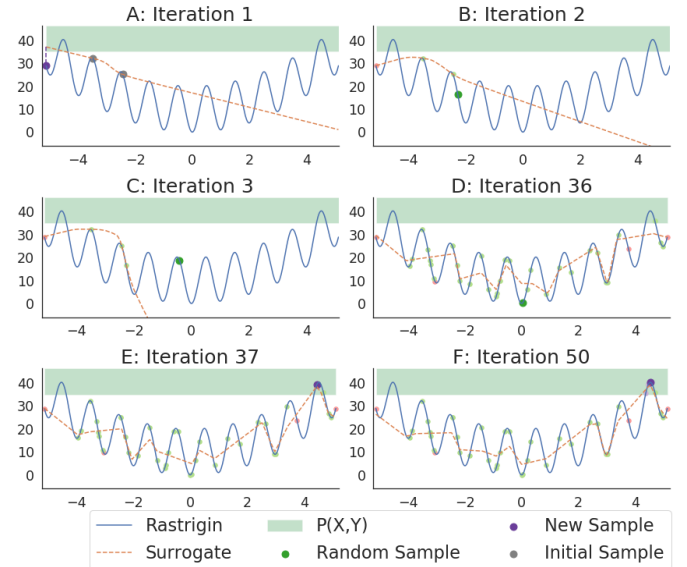 A: Iteration 1
B: Iteration 2
40
30
20
10
0
−4 −2 0 2 4
40
30
20
10
0
−4 −2 0 2 4
C: Iteration 3
D: Iteration 36
40
30
20
10
0
−4 −2 0 2 4
40
30
20
10
0
−4 −2 0 2 4
E: Iteration 37
F: Iteration 50
40
30
20
10
0
−4 −2 0 2 4
40
30
20
10
0
−4 −2 0 2 4
Rastrigin
P(X,Y)
New Sample
Surrogate
Random Sample
Initial Sample